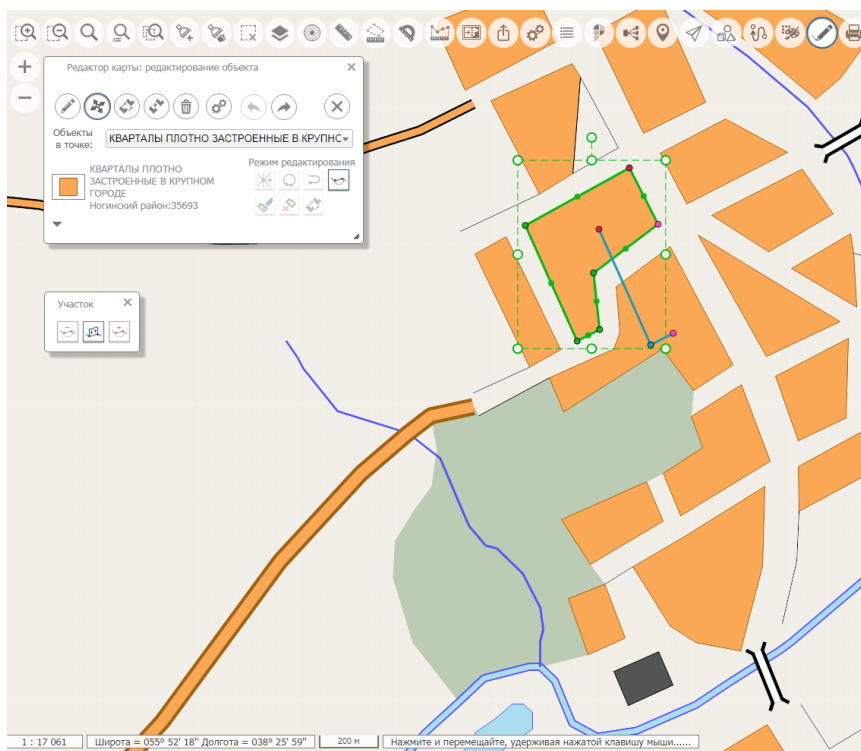 Редактор карты: редактирование объекта
Объекты
в точке:
КВАРТАЛЫ ПЛОТНО ЗАСТРОЕННЫЕ В КРУПНС
КВАРТАЛЫ ПЛОТНО
ЗАСТРОЕННЫЕ В КРУПНОМ
ГОРОДЕ
Ногинский район:35693
Режим редактирования
Участок
1 : 17 061
Широта = 055° 52' 18" Долгота = 038° 25' 59"
200 м
Нажмите и перемещайте, удерживая нажатой клавишу мыши......